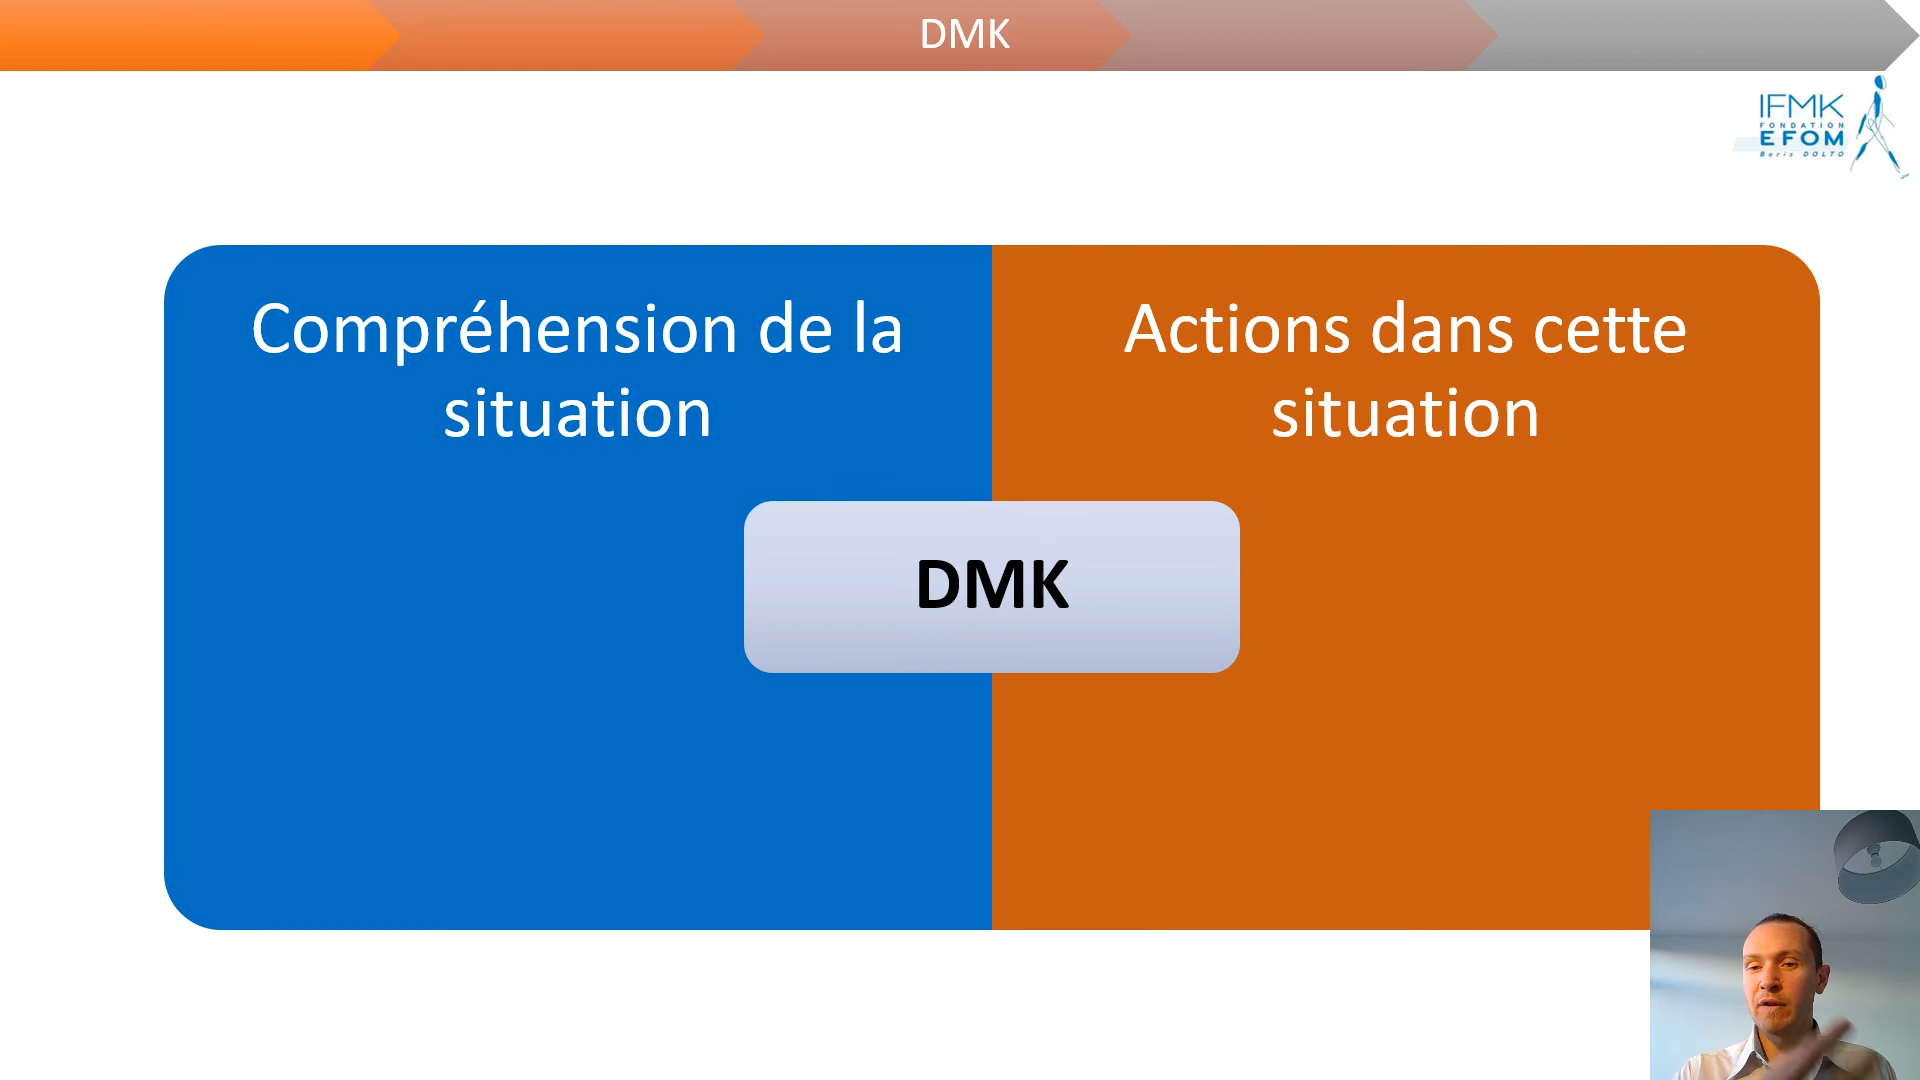 DMK
IFMK
FONDATION
EFOM
Boris DOLTO
Compréhension de la
situation
Actions dans cette
situation
DMK